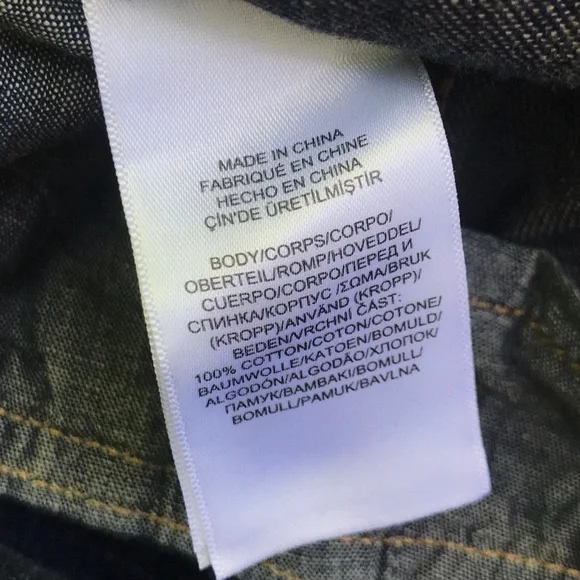 MADE IN CHINA
FABRIQUÉ EN CHINE
HECHO EN CHINA
ÇİN'DE ÜRETİLMİŞTİR
BODY/CORPS/CORPO/
OBERTEIL/ROMP/HOVEDDEL/
CUERPO/CORPO/ПЕРЕД И
СПИНКА/КОРПУС /ΣΩΜΑ/BRUK
(KROPP)/ANVÄND (KROPP)/
BEDEN/VRCHNÍ ČÁST:
100% COTTON/COTON/COTONE/
BAUMWOLLE/KATOEN/BOMULD/
ALGODÓN/ALGODÃO/ХЛОПОК/
ПАМУК/ΒΑΜΒΑΚΙ/BOMULL/
BOMULL/PAMUK/BAVLNA